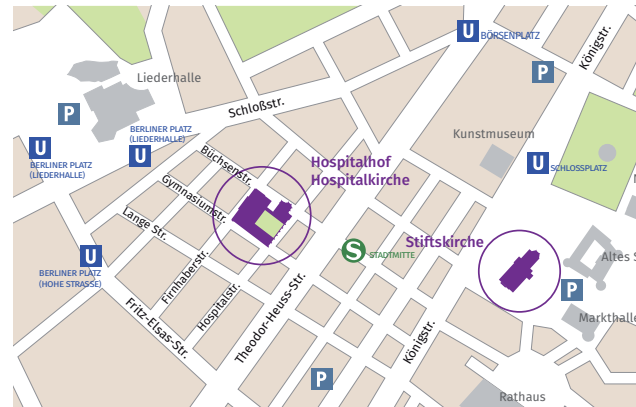 U
BÖRSENPLATZ
Königstr.
P
Liederhalle
P
Schloßstr.
BERLINER PLATZ
(LIEDERHALLE)
U
U
BERLINER PLATZ
(LIEDERHALLE)
Kunstmuseum
U
SCHLOSSPLATZ
Büchsenstr.
Hospitalhof
Hospitalkirche
Gymnasiumstr.
Lange Str.
Stiftskirche
S
STADTMITTE
U
BERLINER PLATZ
(HOHE STRASSE)
Altes S
P
Firnhaberstr.
Hospitalstr.
Theodor-Heuss-Str.
Fritz-Elsas-Str.
Königstr.
Markthalle
P
Rathaus